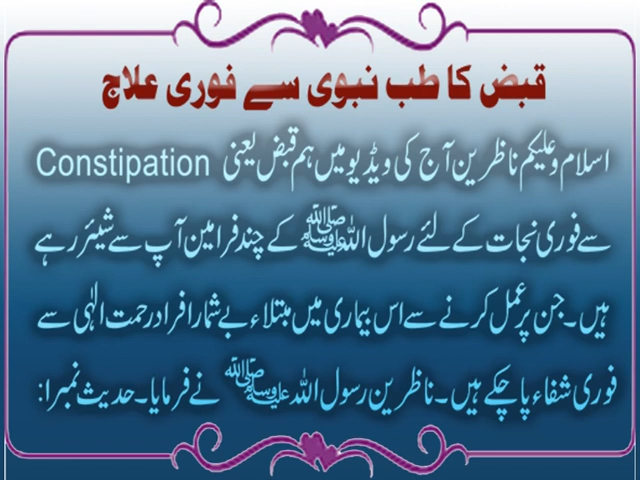 قبض کا طب نبوی سے فوری علاج
اسلام وعلیکم ناظرین آج کی ویڈیو میں ہم قبض یعنی Constipation
سے فوری نجات کے لئے رسول اللہ ﷺ کے چند فرامین آپ سے شیئر رہے
ہیں۔ جن پر عمل کرنے سے اس بیماری میں مبتلاء بے شمار افراد رحمت الٰہی سے
فوری شفاء پا چکے ہیں۔ ناظرین رسول اللہ ﷺ نے فرمایا۔ حدیث نمبر ۱: